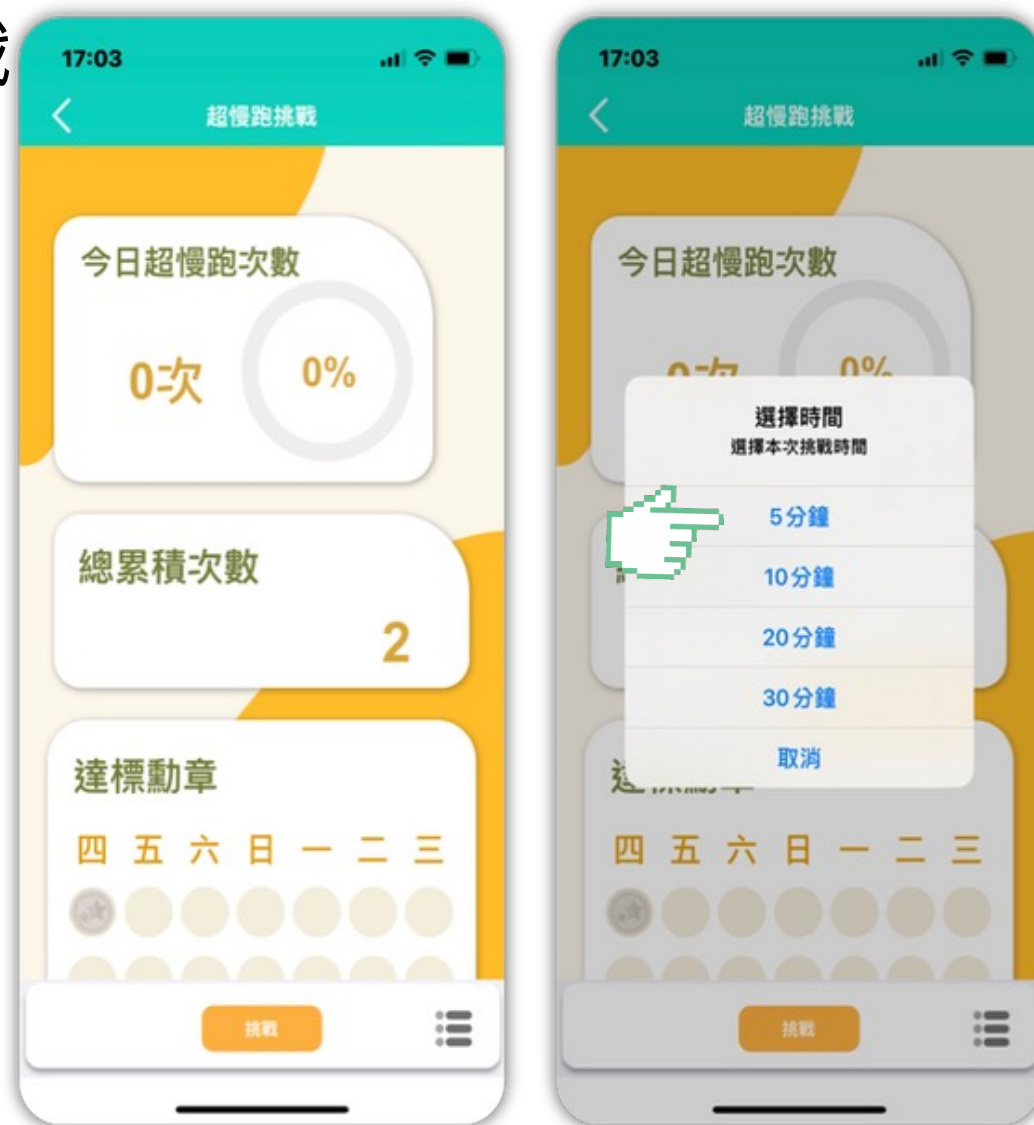 17:03
超慢跑挑戰
今日超慢跑次數
0次
0%
總累積次數
2
達標勳章
四 五 六 日 一 二 三
挑戰
17:03
超慢跑挑戰
今日超慢跑次數
0次
0%
選擇時間
選擇本次挑戰時間
5分鐘
10分鐘
20分鐘
30分鐘
取消
四 五 六 日 一 二 三
挑戰